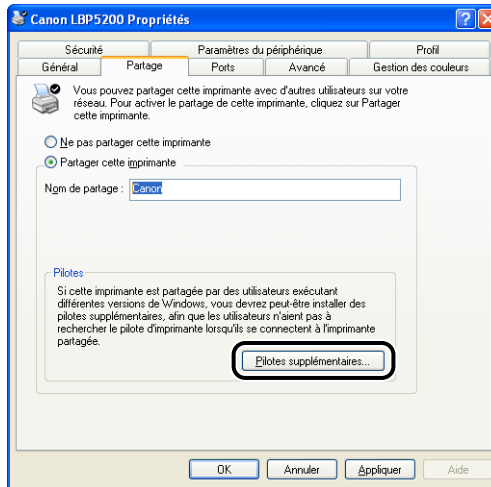 Canon LBP5200 Propriétés
Sécurité Paramètres du périphérique Profil
Général Partage Ports Avancé Gestion des couleurs
Vous pouvez partager cette imprimante avec d'autres utilisateurs sur votre
réseau. Pour activer le partage de cette imprimante, cliquez sur Partager
cette imprimante.
Ne pas partager cette imprimante
Partager cette imprimante
Nom de partage : Canon
Pilotes
Si cette imprimante est partagée par des utilisateurs exécutant
différentes versions de Windows, vous devrez peut-être installer des
pilotes supplémentaires, afin que les utilisateurs n'aient pas à
rechercher le pilote d'imprimante lorsqu'ils se connectent à l'imprimante
partagée.
Pilotes supplémentaires...
OK Annuler Appliquer Aide